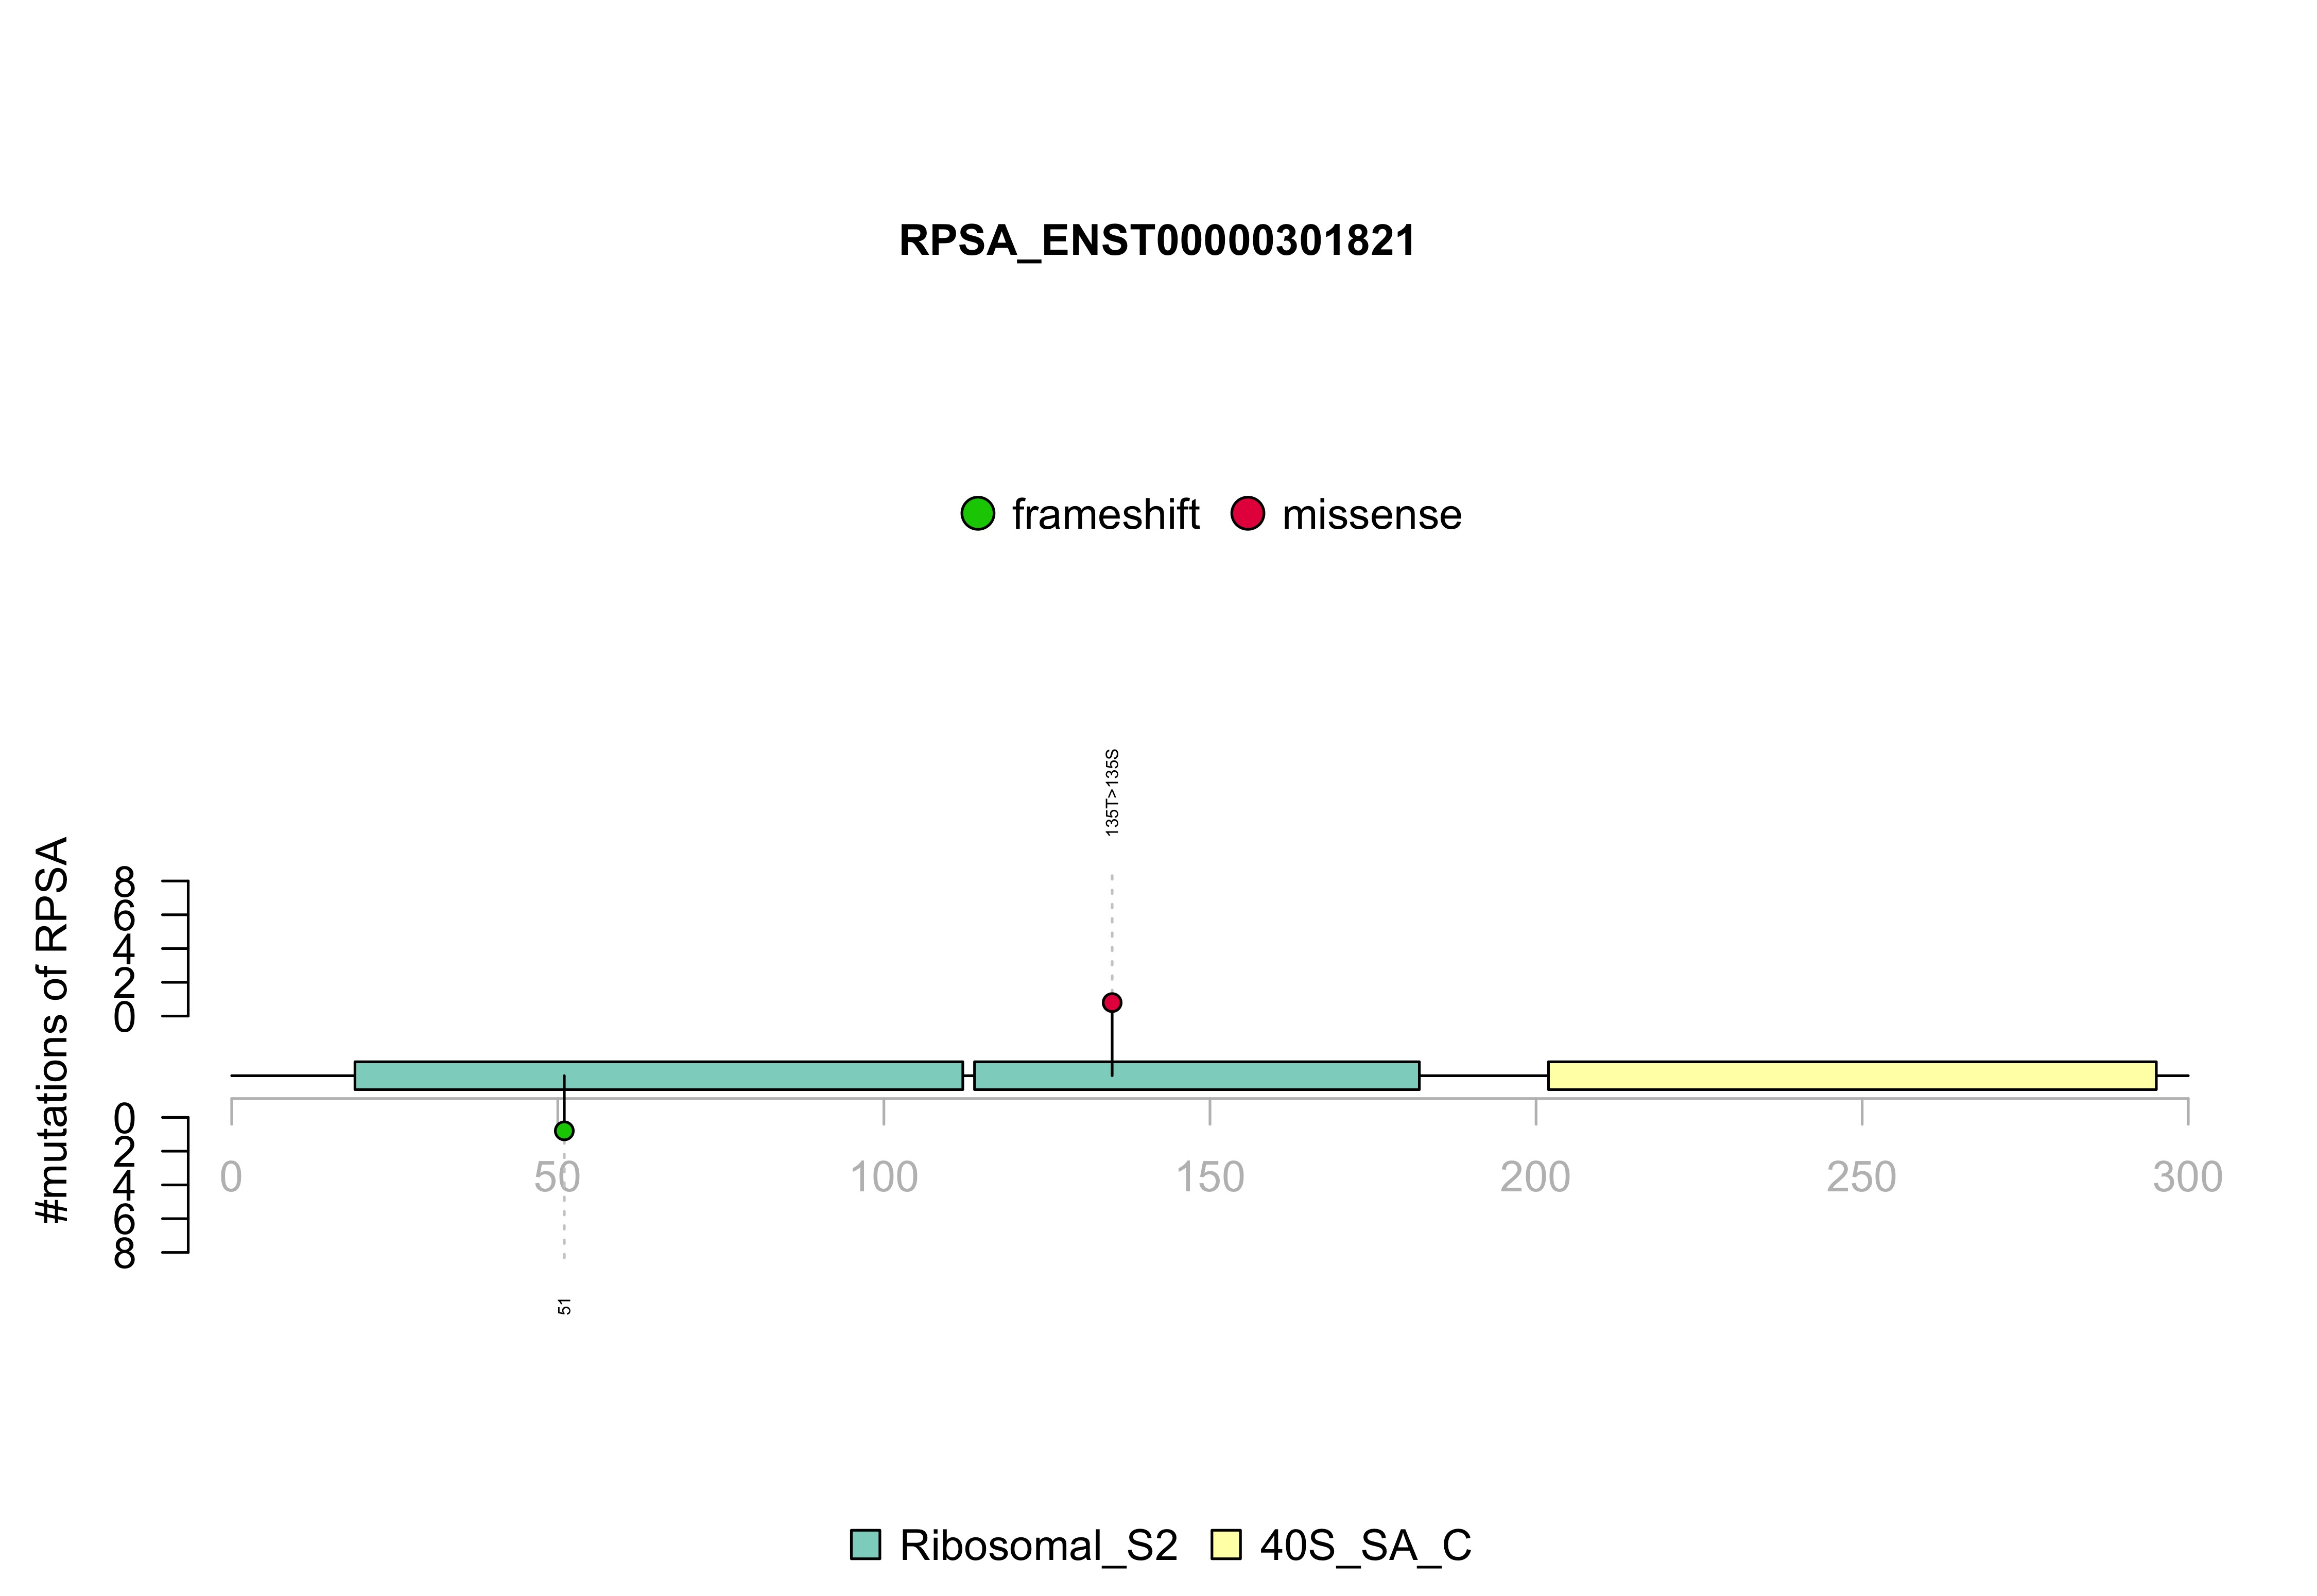 RPSA_ENST00000301821
frameshift missense
135T>135S
#mutations of RPSA
8
6
4
2
0
0
2
4
6
8
0 50 100 150 200 250 300
51
Ribosomal_S2 40S_SA_C